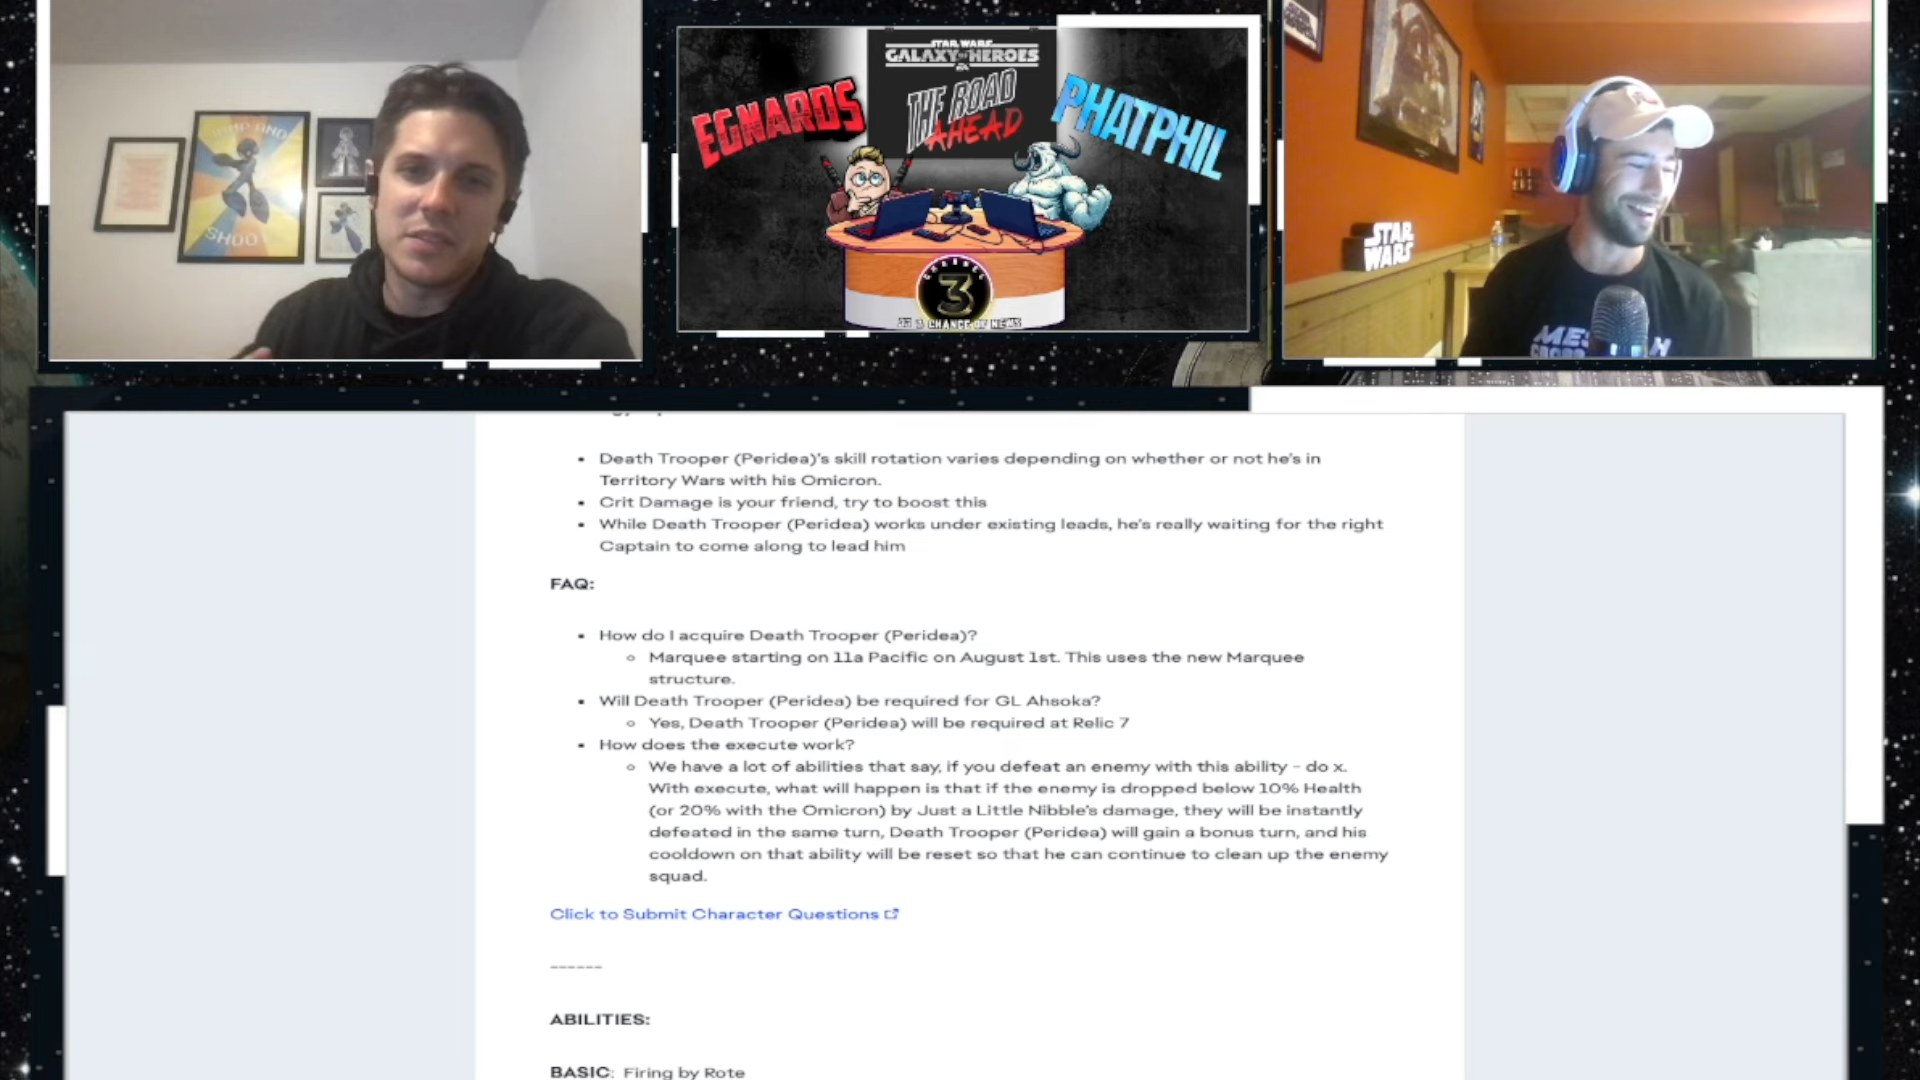 JUMP AND
SHOOT
STAR WARS
GALAXY OF HEROES
EA
THE ROAD
AHEAD
EGNARDS
PHATPHIL
CHANNEL
3
STAR
WARS
Death Trooper (Peridea)'s skill rotation varies depending on whether or not he's in
Territory Wars with his Omicron.
Crit Damage is your friend, try to boost this
While Death Trooper (Peridea) works under existing leads, he's really waiting for the right
Captain to come along to lead him
FAQ:
How do I acquire Death Trooper (Peridea)?
Marquee starting on 11a Pacific on August 1st. This uses the new Marquee
structure.
Will Death Trooper (Peridea) be required for GL Ahsoka?
Yes, Death Trooper (Peridea) will be required at Relic 7
How does the execute work?
We have a lot of abilities that say, if you defeat an enemy with this ability - do x.
With execute, what will happen is that if the enemy is dropped below 10% Health
(or 20% with the Omicron) by Just a Little Nibble's damage, they will be instantly
defeated in the same turn, Death Trooper (Peridea) will gain a bonus turn, and his
cooldown on that ability will be reset so that he can continue to clean up the enemy
squad.
Click to Submit Character Questions
------
ABILITIES:
BASIC: Firing by Rote